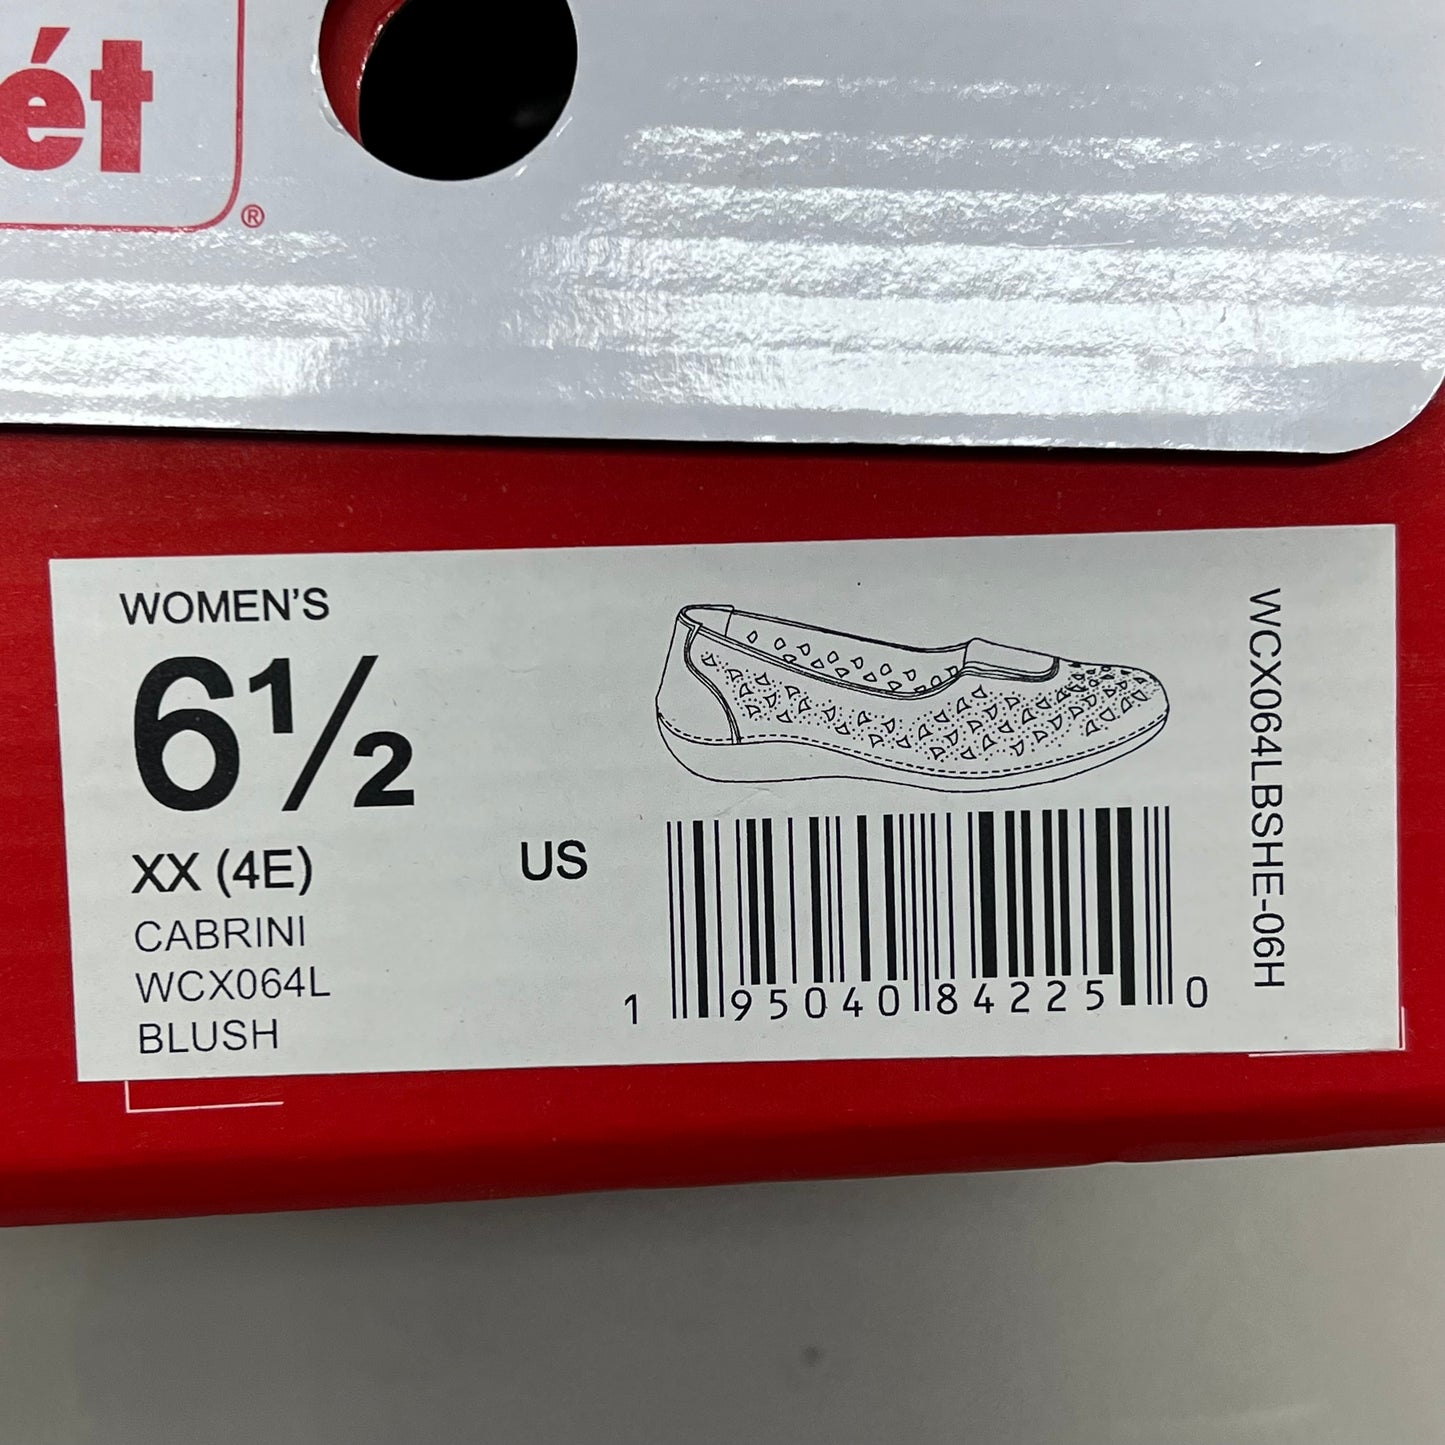 ét
®
WOMEN'S
6½
XX (4E)
US
CABRINI
WCX064L
BLUSH
1 95040 84225 0
WCX064LBSHE-06H